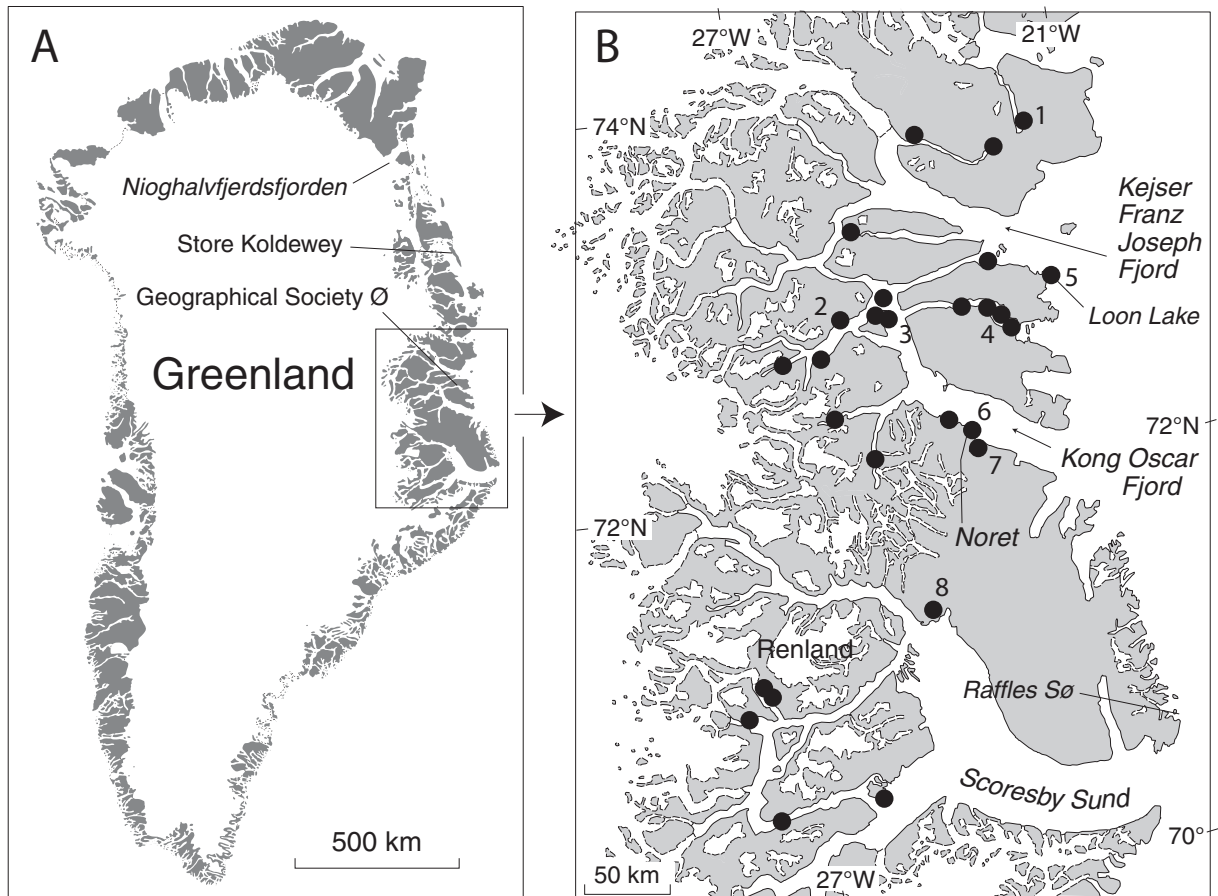 A
Nioghalvfjerdsfjorden
Store Koldewey
Geographical Society Ø
Greenland
500 km
B
27°W
21°W
74°N
1
Kejser
Franz
Joseph
Fjord
5
Loon Lake
2
3
4
6
72°N
7
Kong Oscar
Fjord
72°N
Noret
8
Renland
Raffles Sø
Scoresby Sund
70°
50 km
27°W